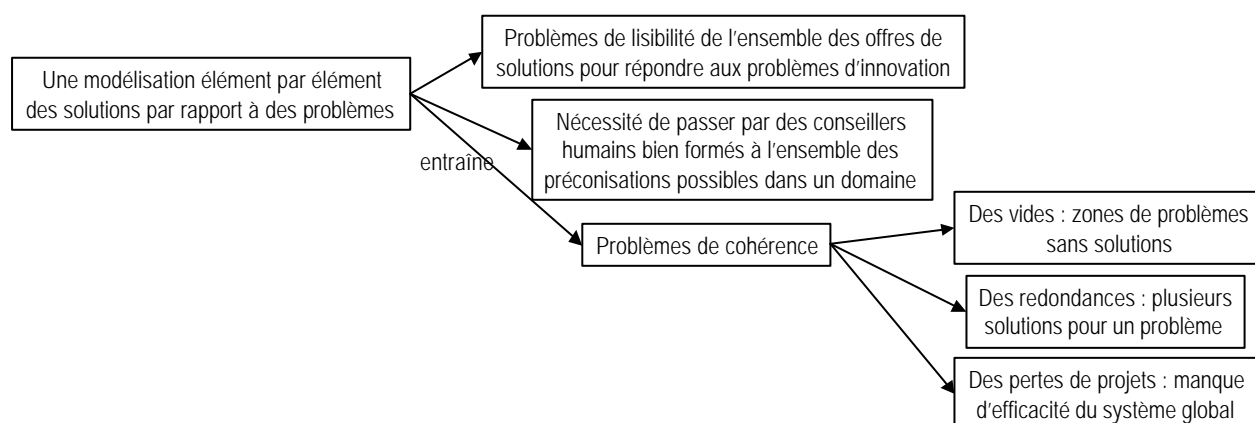 Problèmes de lisibilité de l'ensemble des offres de
solutions pour répondre aux problèmes d'innovation
Une modélisation élément par élément
des solutions par rapport à des problèmes
Nécessité de passer par des conseillers
humains bien formés à l'ensemble des
préconisations possibles dans un domaine
entraîne
Problèmes de cohérence
Des vides : zones de problèmes
sans solutions
Des redondances : plusieurs
solutions pour un problème
Des pertes de projets : manque
d'efficacité du système global